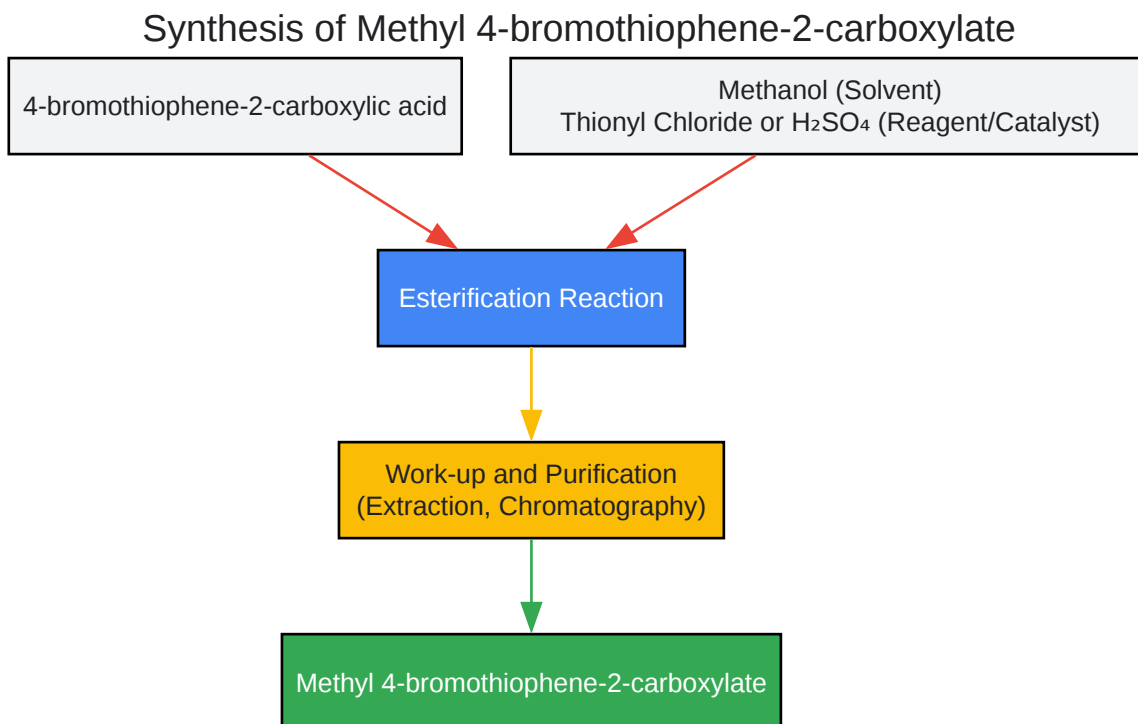 Synthesis of Methyl 4-bromothiophene-2-carboxylate
4-bromothiophene-2-carboxylic acid
Methanol (Solvent)
Thionyl Chloride or H₂SO₄ (Reagent/Catalyst)
Esterification Reaction
Work-up and Purification
(Extraction, Chromatography)
Methyl 4-bromothiophene-2-carboxylate